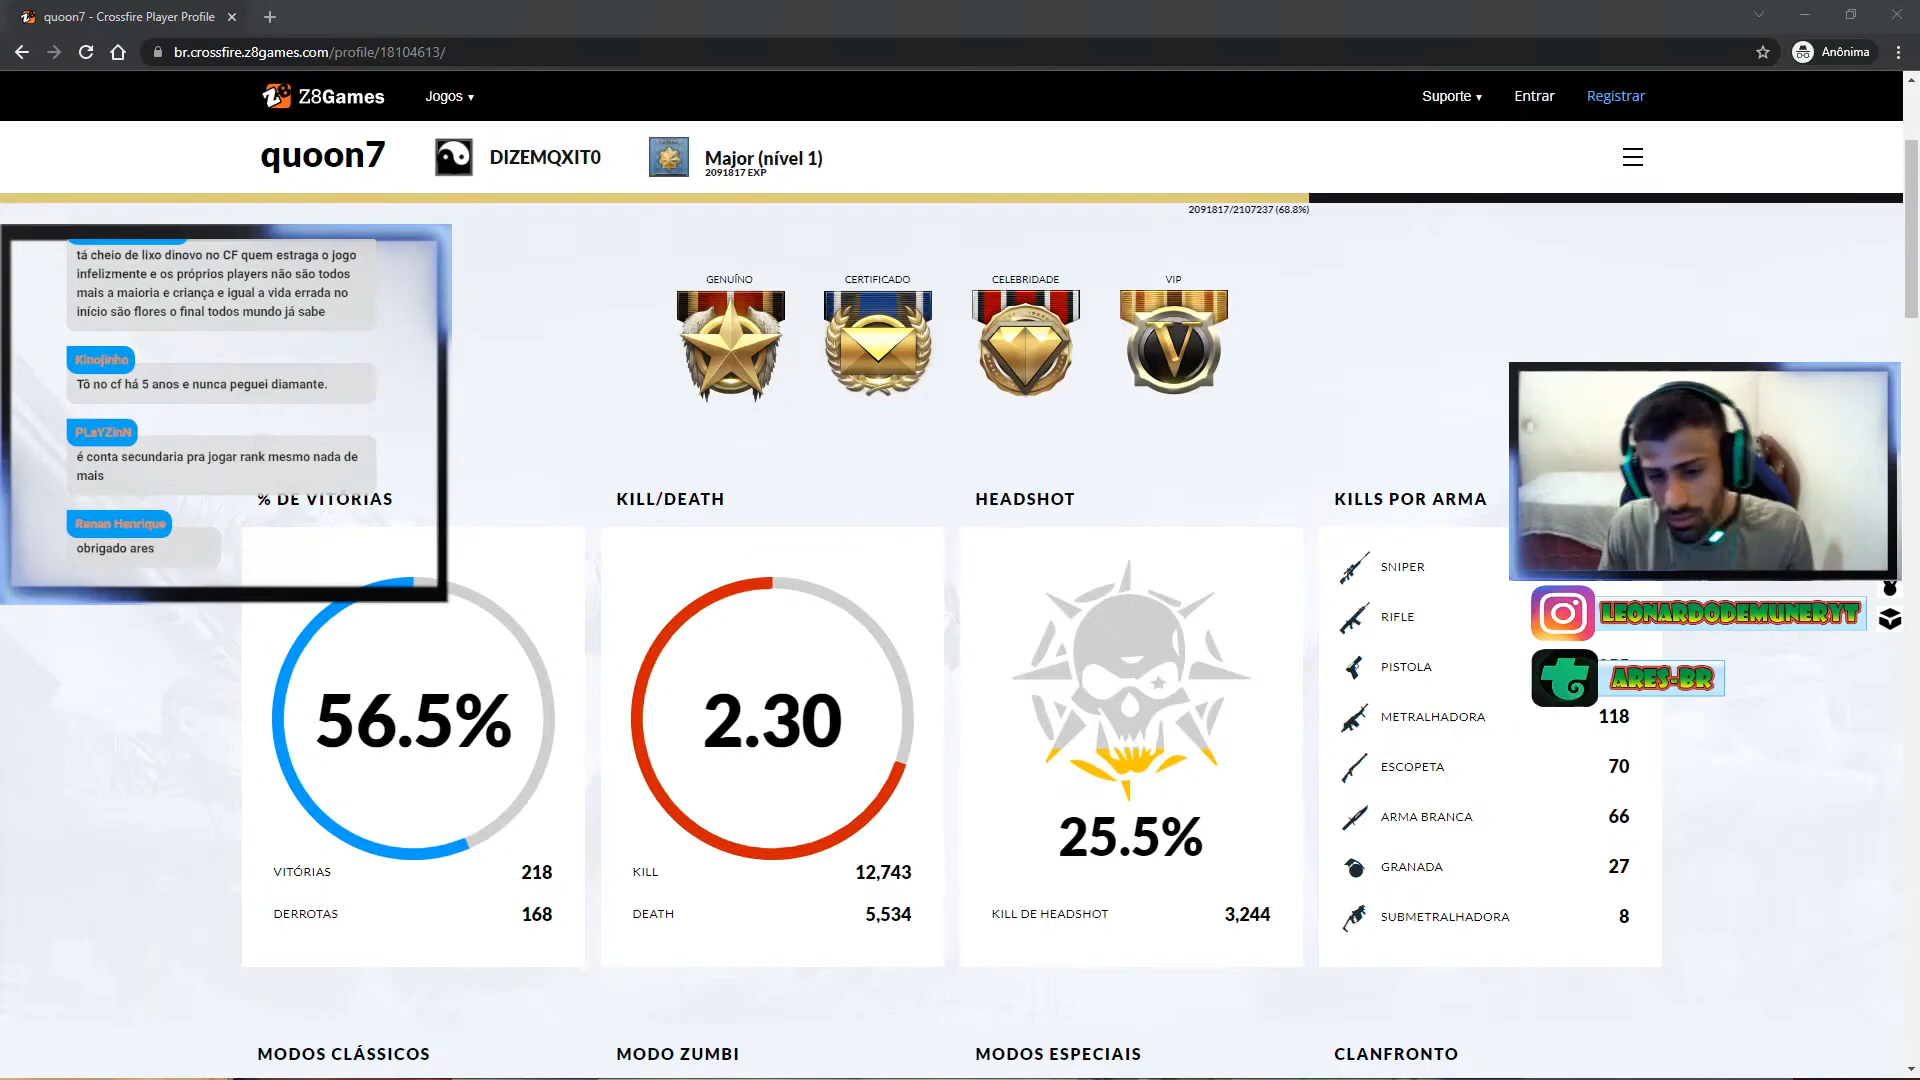 quoon7 - Crossfire Player Profile
br.crossfire.z8games.com/profile/18104613/
Anônima
Z8Games
Jogos
Suporte
Entrar
Registrar
quoon7
DIZEMQXIT0
Major (nível 1)
2091817 EXP
2091817/2107237 (68.8%)
tá cheio de lixo dinovo no CF quem estraga o jogo
infelizmente e os próprios players não são todos
mais a maioria e criança e igual a vida errada no
início são flores o final todos mundo já sabe
Kinojinho
Tô no cf há 5 anos e nunca peguei diamante.
PLaYZinN
é conta secundaria pra jogar rank mesmo nada de
mais
Renan Henrique
obrigado ares
GENUÍNO
CERTIFICADO
CELEBRIDADE
VIP
V
% DE VITÓRIAS
56.5%
VITÓRIAS 218
DERROTAS 168
KILL/DEATH
2.30
KILL 12,743
DEATH 5,534
HEADSHOT
25.5%
KILL DE HEADSHOT 3,244
KILLS POR ARMA
SNIPER
RIFLE
PISTOLA
METRALHADORA 118
ESCOPETA 70
ARMA BRANCA 66
GRANADA 27
SUBMETRALHADORA 8
LEONARDODEMUNERYT
ARES-BR
MODOS CLÁSSICOS
MODO ZUMBI
MODOS ESPECIAIS
CLANFRONTO